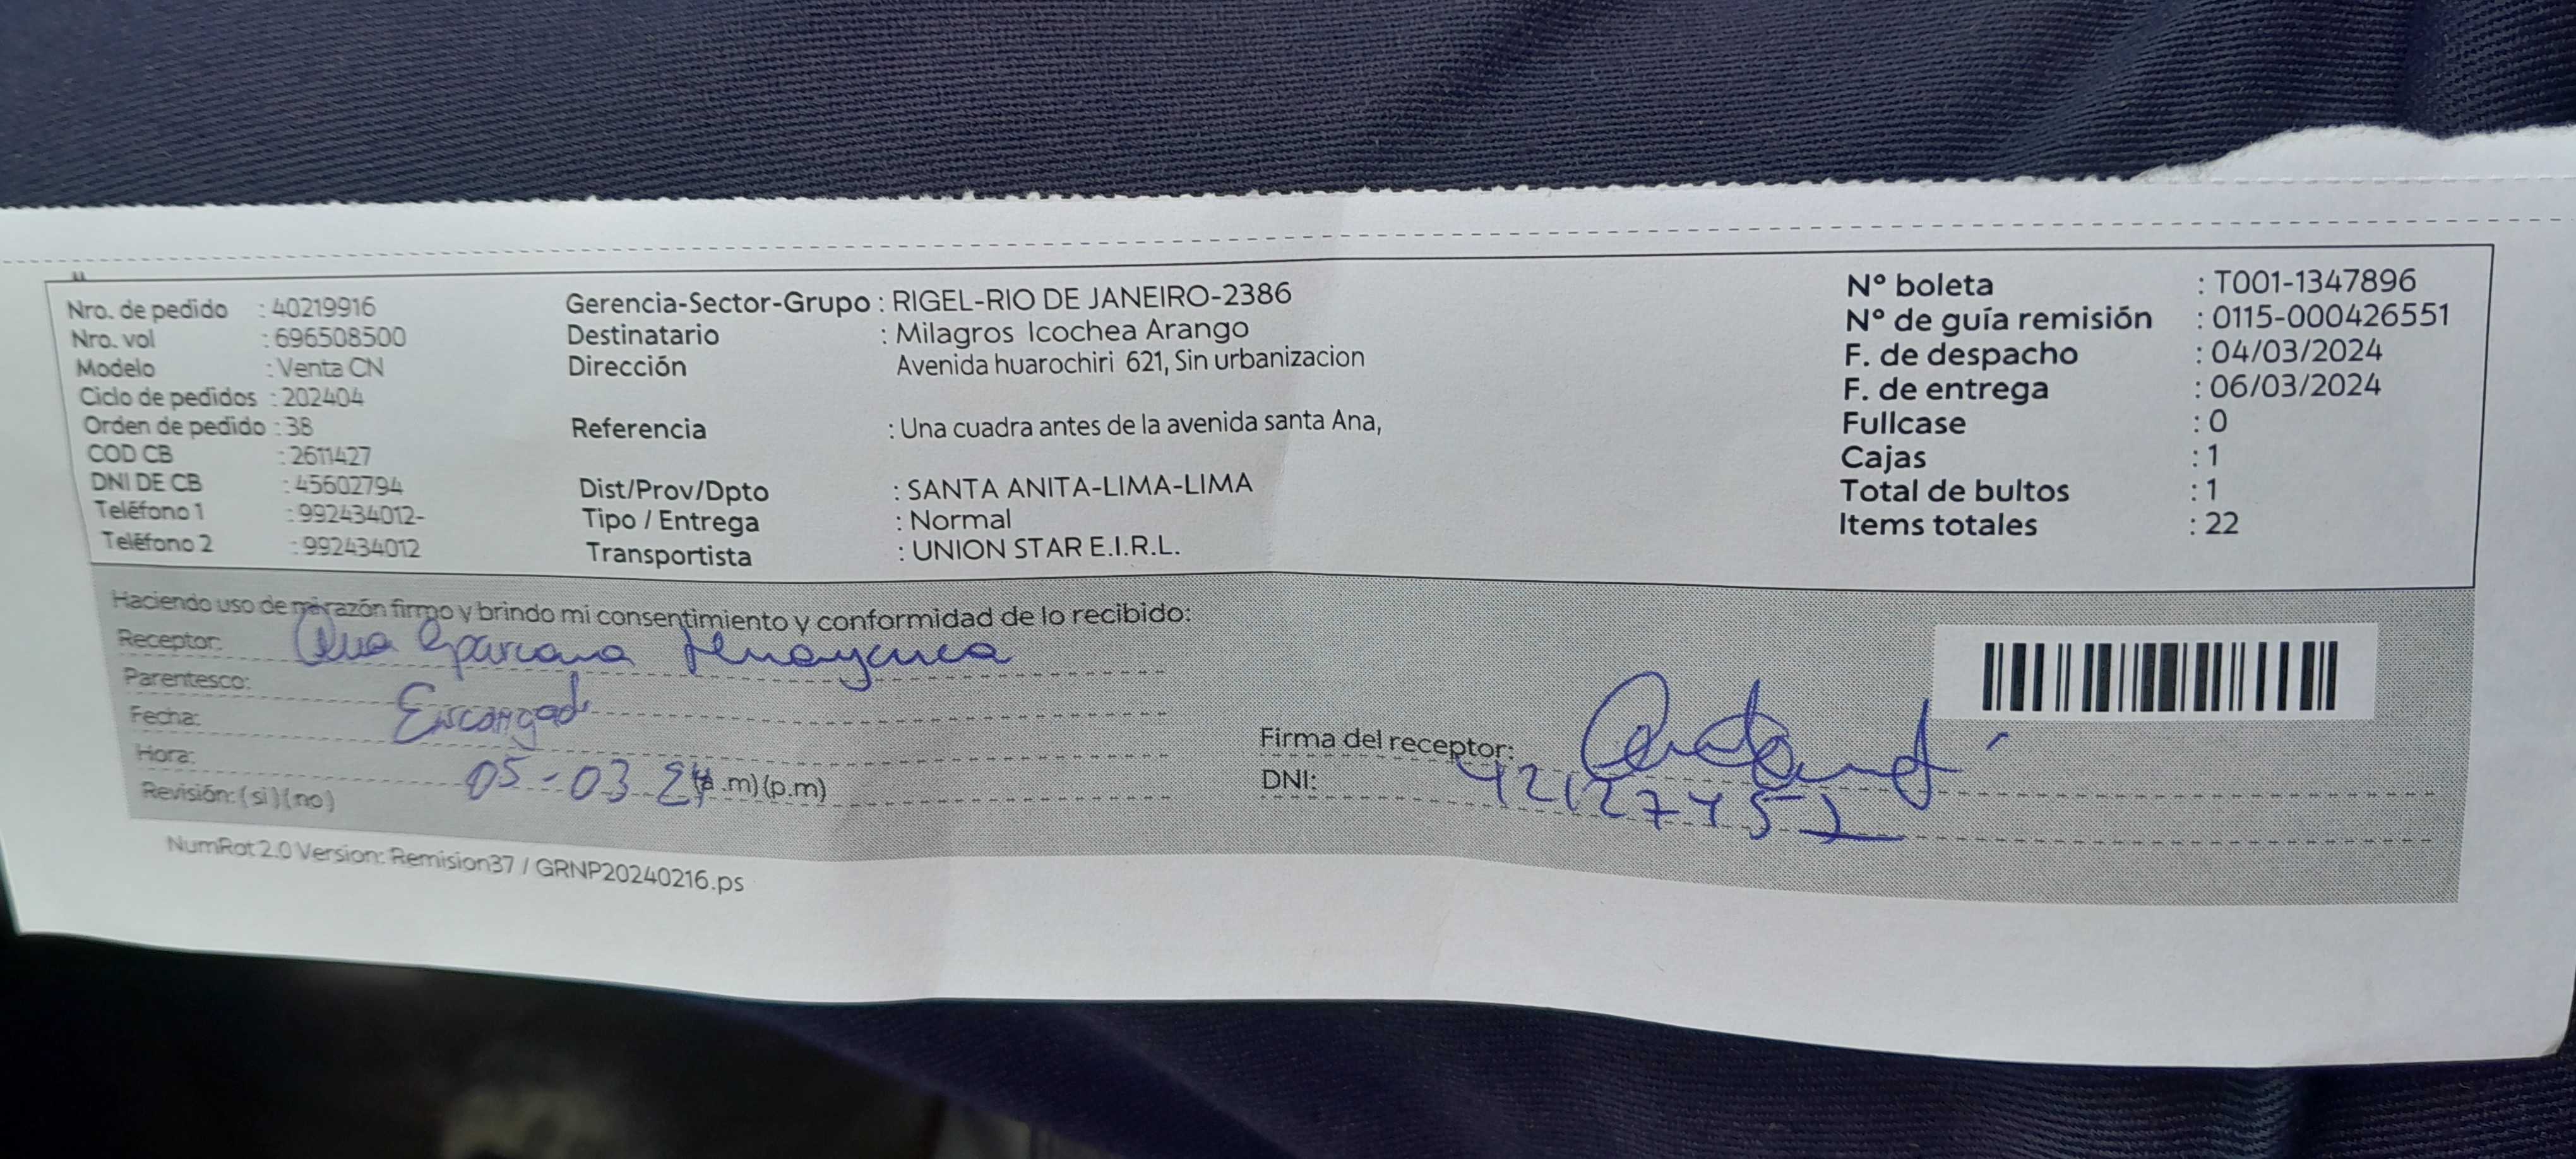 Nro. de pedido : 40219916
Nro. vol : 696508500
Modelo : Venta CN
Ciclo de pedidos : 202404
Orden de pedido : 38
COD CB : 2611427
DNI DE CB : 45602794
Teléfono 1 : 992434012-
Teléfono 2 : 992434012
Gerencia-Sector-Grupo : RIGEL-RIO DE JANEIRO-2386
Destinatario : Milagros Icochea Arango
Dirección Avenida huarochiri 621, Sin urbanizacion
Referencia : Una cuadra antes de la avenida santa Ana,
Dist/Prov/Dpto : SANTA ANITA-LIMA-LIMA
Tipo / Entrega : Normal
Transportista : UNION STAR E.I.R.L.
Nº boleta : T001-1347896
Nº de guía remisión : 0115-000426551
F. de despacho : 04/03/2024
F. de entrega : 06/03/2024
Fullcase : 0
Cajas : 1
Total de bultos : 1
Items totales : 22
Haciendo uso de mi razón firmo y brindo mi consentimiento y conformidad de lo recibido:
Receptor:
Parentesco: Encargado
Fecha:
Hora: 05-03-24 (a.m)(p.m)
Revisión: (si)(no)
Firma del receptor:
DNI:
NumRot 2.0 Version: Remision37 / GRNP20240216.ps